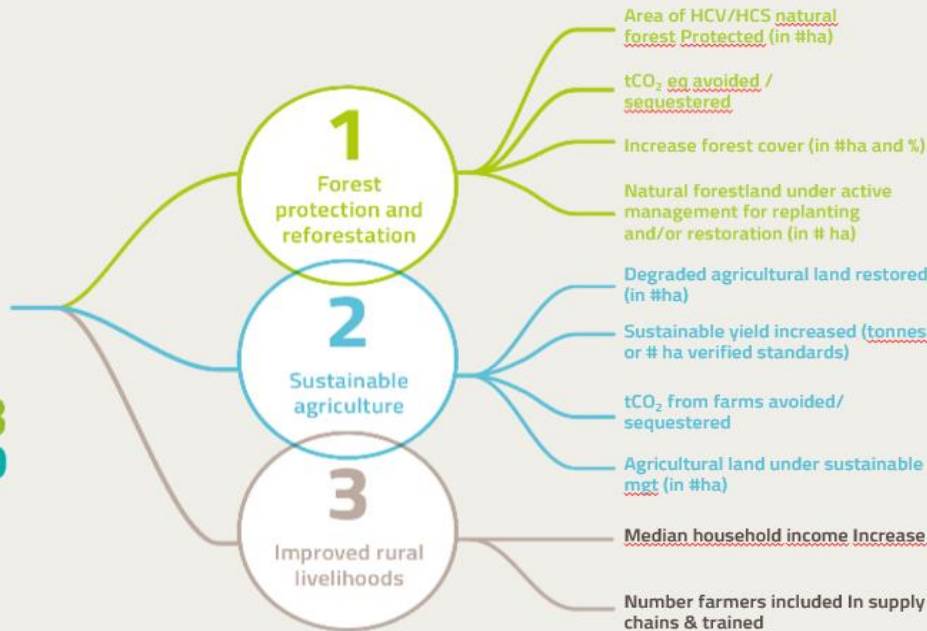 1
Forest
protection and
reforestation
Area of HCV/HCS natural
forest Protected (in #ha)
tCO₂ eq avoided /
sequestered
Increase forest cover (in #ha and %)
Natural forestland under active
management for replanting
and/or restoration (in # ha)
2
Sustainable
agriculture
Degraded agricultural land restored
(in #ha)
Sustainable yield increased (tonnes
or # ha verified standards)
tCO₂ from farms avoided/
sequestered
Agricultural land under sustainable
mgt (in #ha)
3
Improved rural
livelihoods
Median household income Increase
Number farmers included In supply
chains & trained